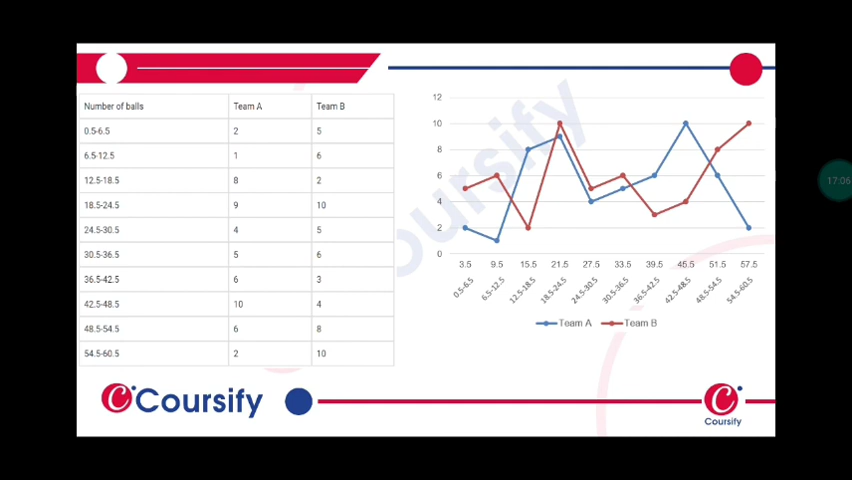 Number of balls Team A Team B
0.5-6.5 2 5
6.5-12.5 1 6
12.5-18.5 8 2
18.5-24.5 9 10
24.5-30.5 4 5
30.5-36.5 5 6
36.5-42.5 6 3
42.5-48.5 10 4
48.5-54.5 6 8
54.5-60.5 2 10
12
10
8
6
4
2
0
3.5 9.5 15.5 21.5 27.5 33.5 39.5 45.5 51.5 57.5
0.5-6.5 6.5-12.5 12.5-18.5 18.5-24.5 24.5-30.5 30.5-36.5 36.5-42.5 42.5-48.5 48.5-54.5 54.5-60.5
Team A Team B
oursify
17:06
C Coursify
C
Coursify